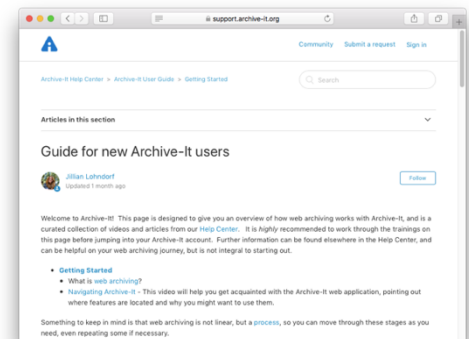 support.archive-it.org
Community Submit a request Sign in
Archive-It Help Center > Archive-It User Guide > Getting Started
Search
Articles in this section
Guide for new Archive-It users
Jillian Lohndorf
Updated 1 month ago
Follow
Welcome to Archive-It! This page is designed to give you an overview of how web archiving works with Archive-It, and is a
curated collection of videos and articles from our Help Center. It is highly recommended to work through the trainings on
this page before jumping into your Archive-It account. Further information can be found elsewhere in the Help Center, and
can be helpful on your web archiving journey, but is not integral to starting out.
• Getting Started
• What is web archiving?
• Navigating Archive-It - This video will help you get acquainted with the Archive-It web application, pointing out
where features are located and why you might want to use them.
Something to keep in mind is that web archiving is not linear, but a process, so you can move through these stages as you
need, even repeating some if necessary.